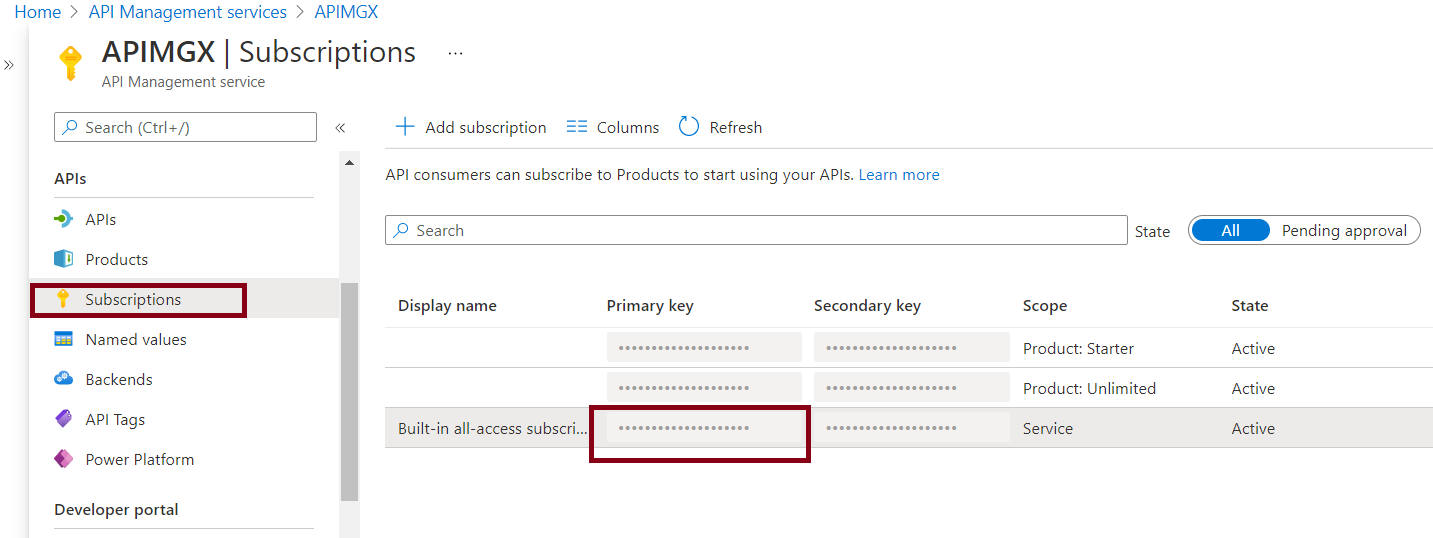 Home > API Management services > APIMGX
»
APIMGX | Subscriptions ...
API Management service
Search (Ctrl+/) «
APIs
APIs
Products
Subscriptions
Named values
Backends
API Tags
Power Platform
Developer portal
Add subscription Columns Refresh
API consumers can subscribe to Products to start using your APIs. Learn more
Search State All Pending approval
Display name Primary key Secondary key Scope State
•••••••••••••••••••• •••••••••••••••••••• Product: Starter Active
•••••••••••••••••••• •••••••••••••••••••• Product: Unlimited Active
Built-in all-access subscri... •••••••••••••••••••• •••••••••••••••••••• Service Active